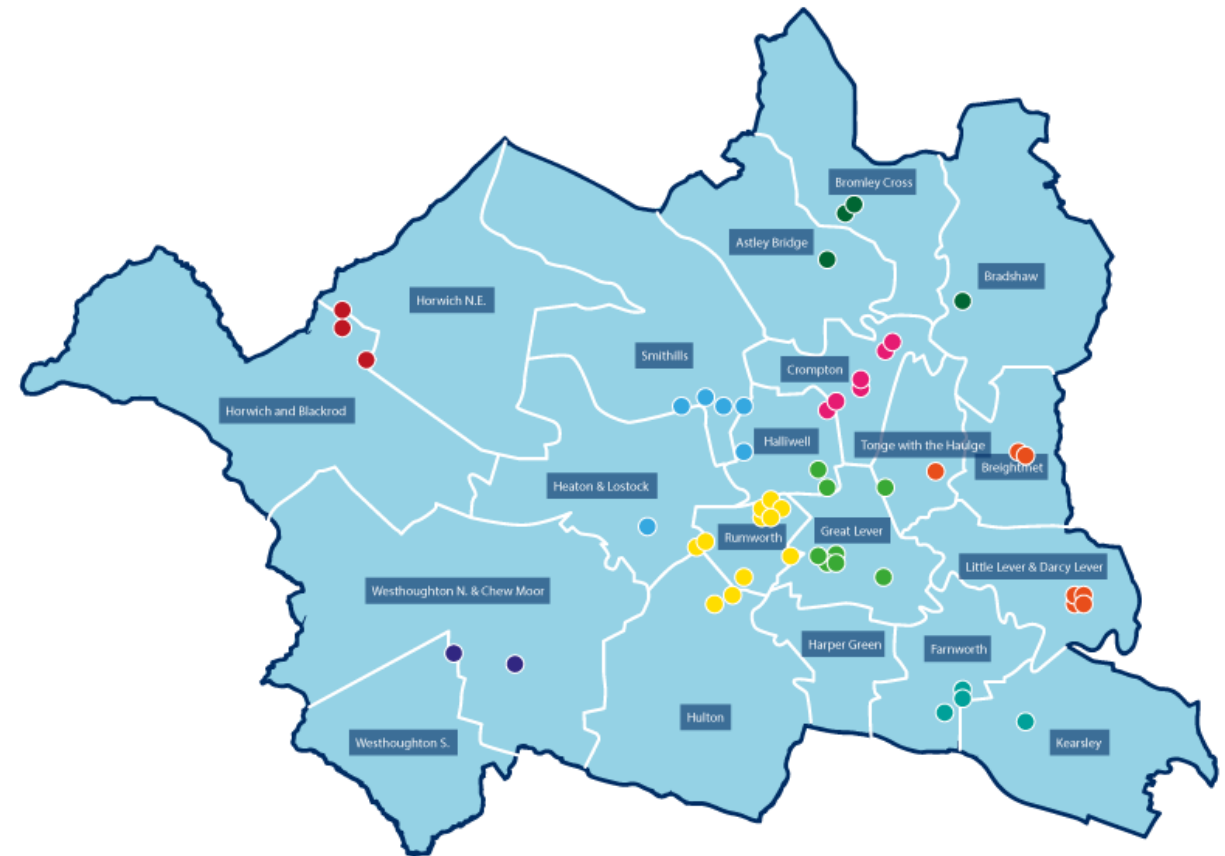 Bromley Cross
Astley Bridge
Bradshaw
Horwich N.E.
Smithills
Crompton
Horwich and Blackrod
Halliwell
Tonge with the Haulge
Breightmet
Heaton & Lostock
Rumworth
Great Lever
Little Lever & Darcy Lever
Westhoughton N. & Chew Moor
Harper Green
Farnworth
Hulton
Westhoughton S.
Kearsley